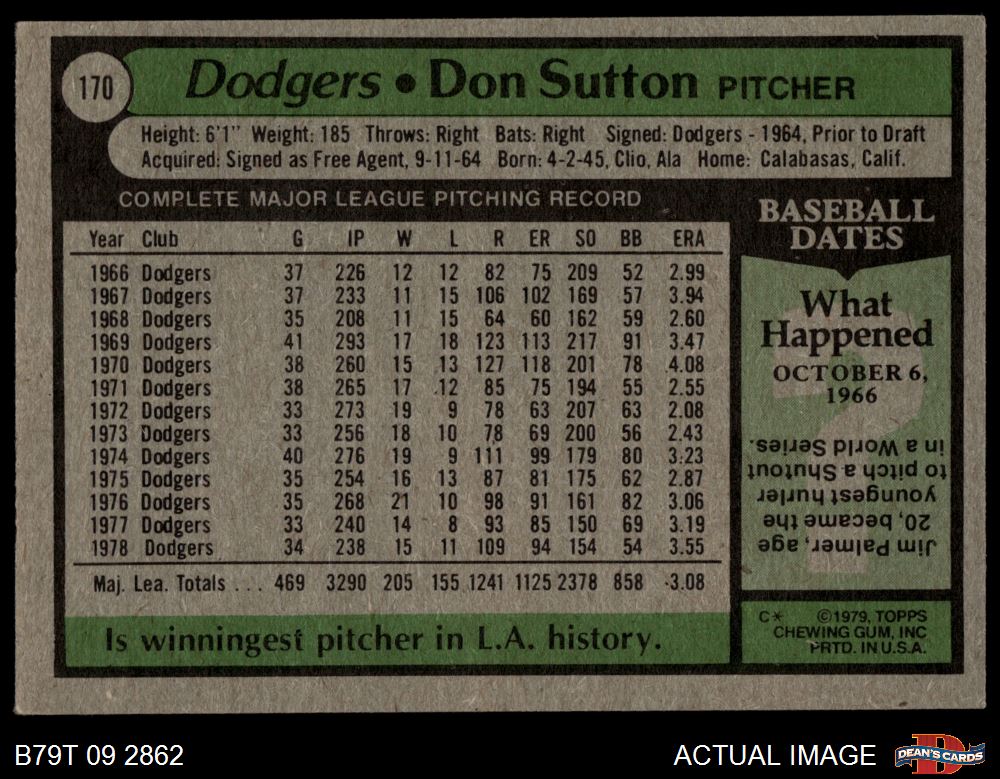 170
Dodgers • Don Sutton PITCHER
Height: 6'1" Weight: 185 Throws: Right Bats: Right Signed: Dodgers - 1964, Prior to Draft
Acquired: Signed as Free Agent, 9-11-64 Born: 4-2-45, Clio, Ala Home: Calabasas, Calif.
COMPLETE MAJOR LEAGUE PITCHING RECORD
Year Club G IP W L R ER SO BB ERA
1966 Dodgers 37 226 12 12 82 75 209 52 2.99
1967 Dodgers 37 233 11 15 106 102 169 57 3.94
1968 Dodgers 35 208 11 15 64 60 162 59 2.60
1969 Dodgers 41 293 17 18 123 113 217 91 3.47
1970 Dodgers 38 260 15 13 127 118 201 78 4.08
1971 Dodgers 38 265 17 12 85 75 194 55 2.55
1972 Dodgers 33 273 19 9 78 63 207 63 2.08
1973 Dodgers 33 256 18 10 78 69 200 56 2.43
1974 Dodgers 40 276 19 9 111 99 179 80 3.23
1975 Dodgers 35 254 16 13 87 81 175 62 2.87
1976 Dodgers 35 268 21 10 98 91 161 82 3.06
1977 Dodgers 33 240 14 8 93 85 150 69 3.19
1978 Dodgers 34 238 15 11 109 94 154 54 3.55
Maj. Lea. Totals . . . 469 3290 205 155 1241 1125 2378 858 3.08
Is winningest pitcher in L.A. history.
BASEBALL
DATES
What
Happened
OCTOBER 6,
1966
Jim Palmer, age
20, became the
youngest hurler
to pitch a Shutout
in a World Series.
C* ©1979, TOPPS
CHEWING GUM, INC
PRTD. IN U.S.A.
B79T 09 2862
ACTUAL IMAGE
DEAN'S CARDS